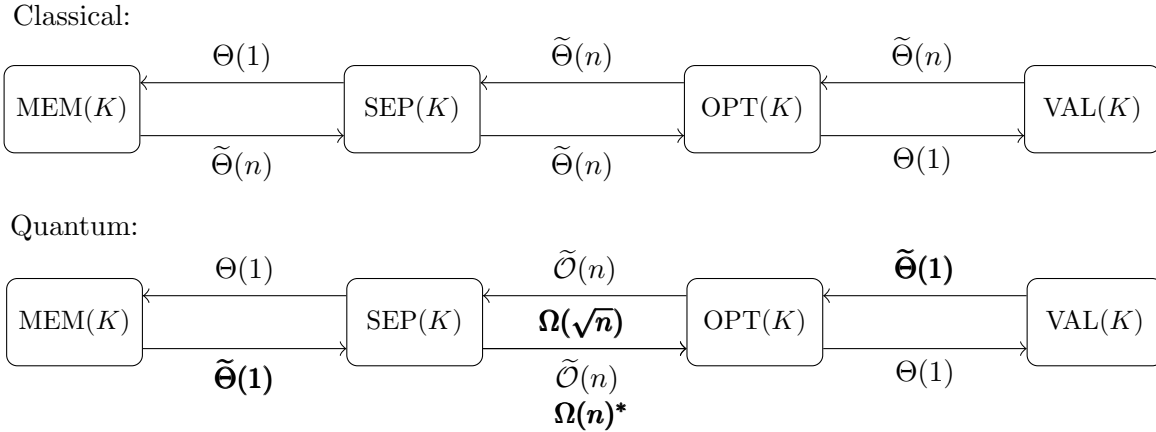 Classical:
Θ(1) Θ̃(n) Θ̃(n)
MEM(K) SEP(K) OPT(K) VAL(K)
Θ̃(n) Θ̃(n) Θ(1)
Quantum:
Θ(1) Õ(n) Θ̃(1)
MEM(K) SEP(K) Ω(√n) OPT(K) VAL(K)
Θ̃(1) Õ(n) Θ(1)
Ω(n)*